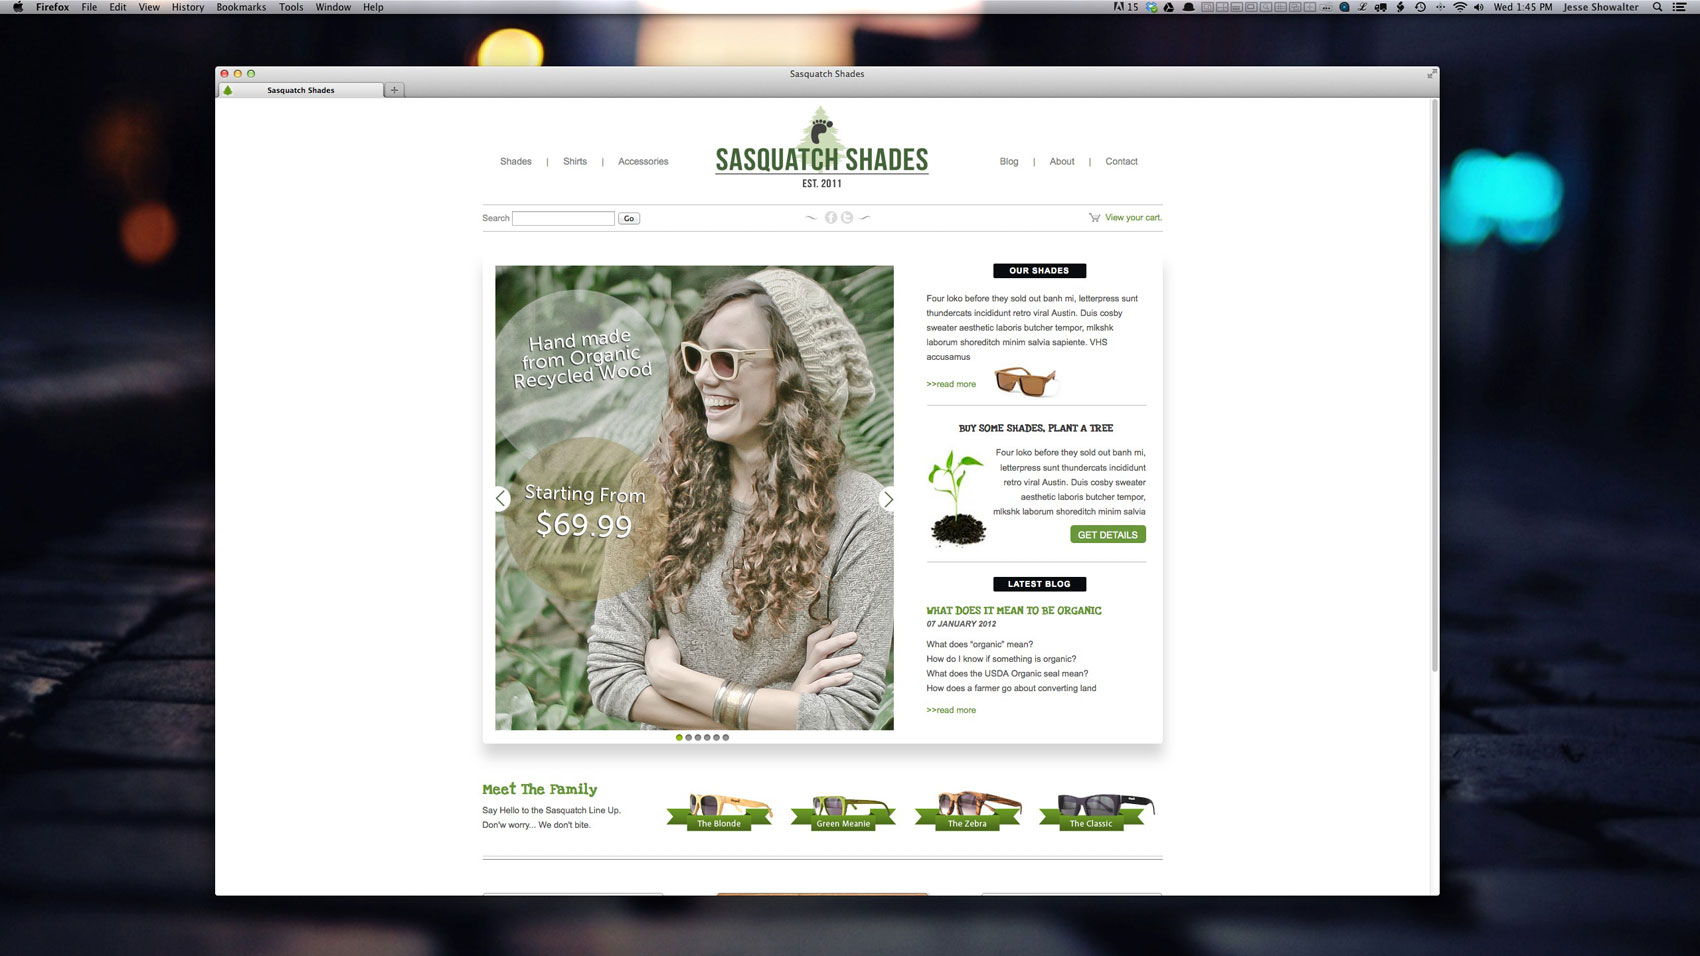 Firefox File Edit View History Bookmarks Tools Window Help
15
Wed 1:45 PM Jesse Showalter
Sasquatch Shades
Sasquatch Shades
Shades | Shirts | Accessories
SASQUATCH SHADES
EST. 2011
Blog | About | Contact
Search
Go
View your cart.
Hand made
from Organic
Recycled Wood
Starting From
$69.99
OUR SHADES
Four loko before they sold out banh mi, letterpress sunt
thundercats incididunt retro viral Austin. Duis cosby
sweater aesthetic laboris butcher tempor, mlkshk
laborum shoreditch minim salvia sapiente. VHS
accusamus
>>read more
BUY SOME SHADES, PLANT A TREE
Four loko before they sold out banh mi,
letterpress sunt thundercats incididunt
retro viral Austin. Duis cosby sweater
aesthetic laboris butcher tempor,
mlkshk laborum shoreditch minim salvia
GET DETAILS
LATEST BLOG
WHAT DOES IT MEAN TO BE ORGANIC
07 JANUARY 2012
What does "organic" mean?
How do I know if something is organic?
What does the USDA Organic seal mean?
How does a farmer go about converting land
>>read more
Meet The Family
Say Hello to the Sasquatch Line Up.
Don'w worry... We don't bite.
The Blonde
Green Meanie
The Zebra
The Classic